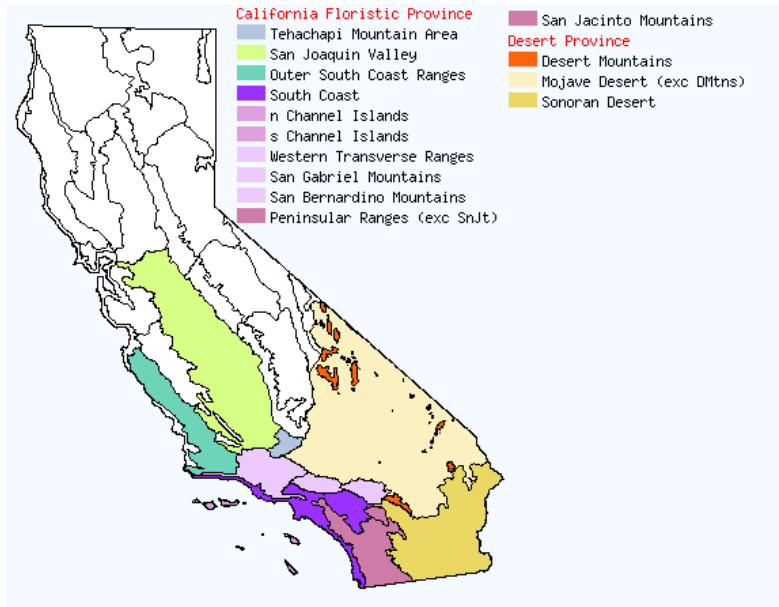 California Floristic Province
Tehachapi Mountain Area
San Joaquin Valley
Outer South Coast Ranges
South Coast
n Channel Islands
s Channel Islands
Western Transverse Ranges
San Gabriel Mountains
San Bernardino Mountains
Peninsular Ranges (exc SnJt)
San Jacinto Mountains
Desert Province
Desert Mountains
Mojave Desert (exc DMtns)
Sonoran Desert